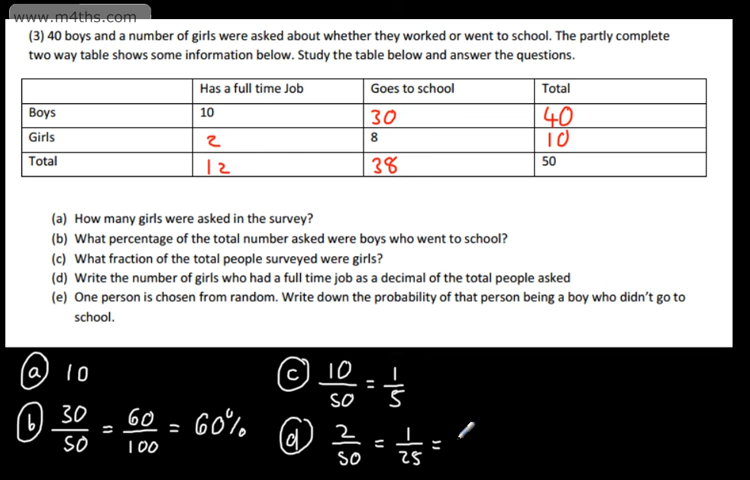 www.m4ths.com
(3) 40 boys and a number of girls were asked about whether they worked or went to school. The partly complete
two way table shows some information below. Study the table below and answer the questions.
Has a full time Job Goes to school Total
Boys 10 30 40
Girls 2 8 10
Total 12 38 50
(a) How many girls were asked in the survey?
(b) What percentage of the total number asked were boys who went to school?
(c) What fraction of the total people surveyed were girls?
(d) Write the number of girls who had a full time job as a decimal of the total people asked
(e) One person is chosen from random. Write down the probability of that person being a boy who didn't go to
school.
(a) 10
(b) 30/50 = 60/100 = 60%
(c) 10/50 = 1/5
(d) 2/50 = 1/25 =